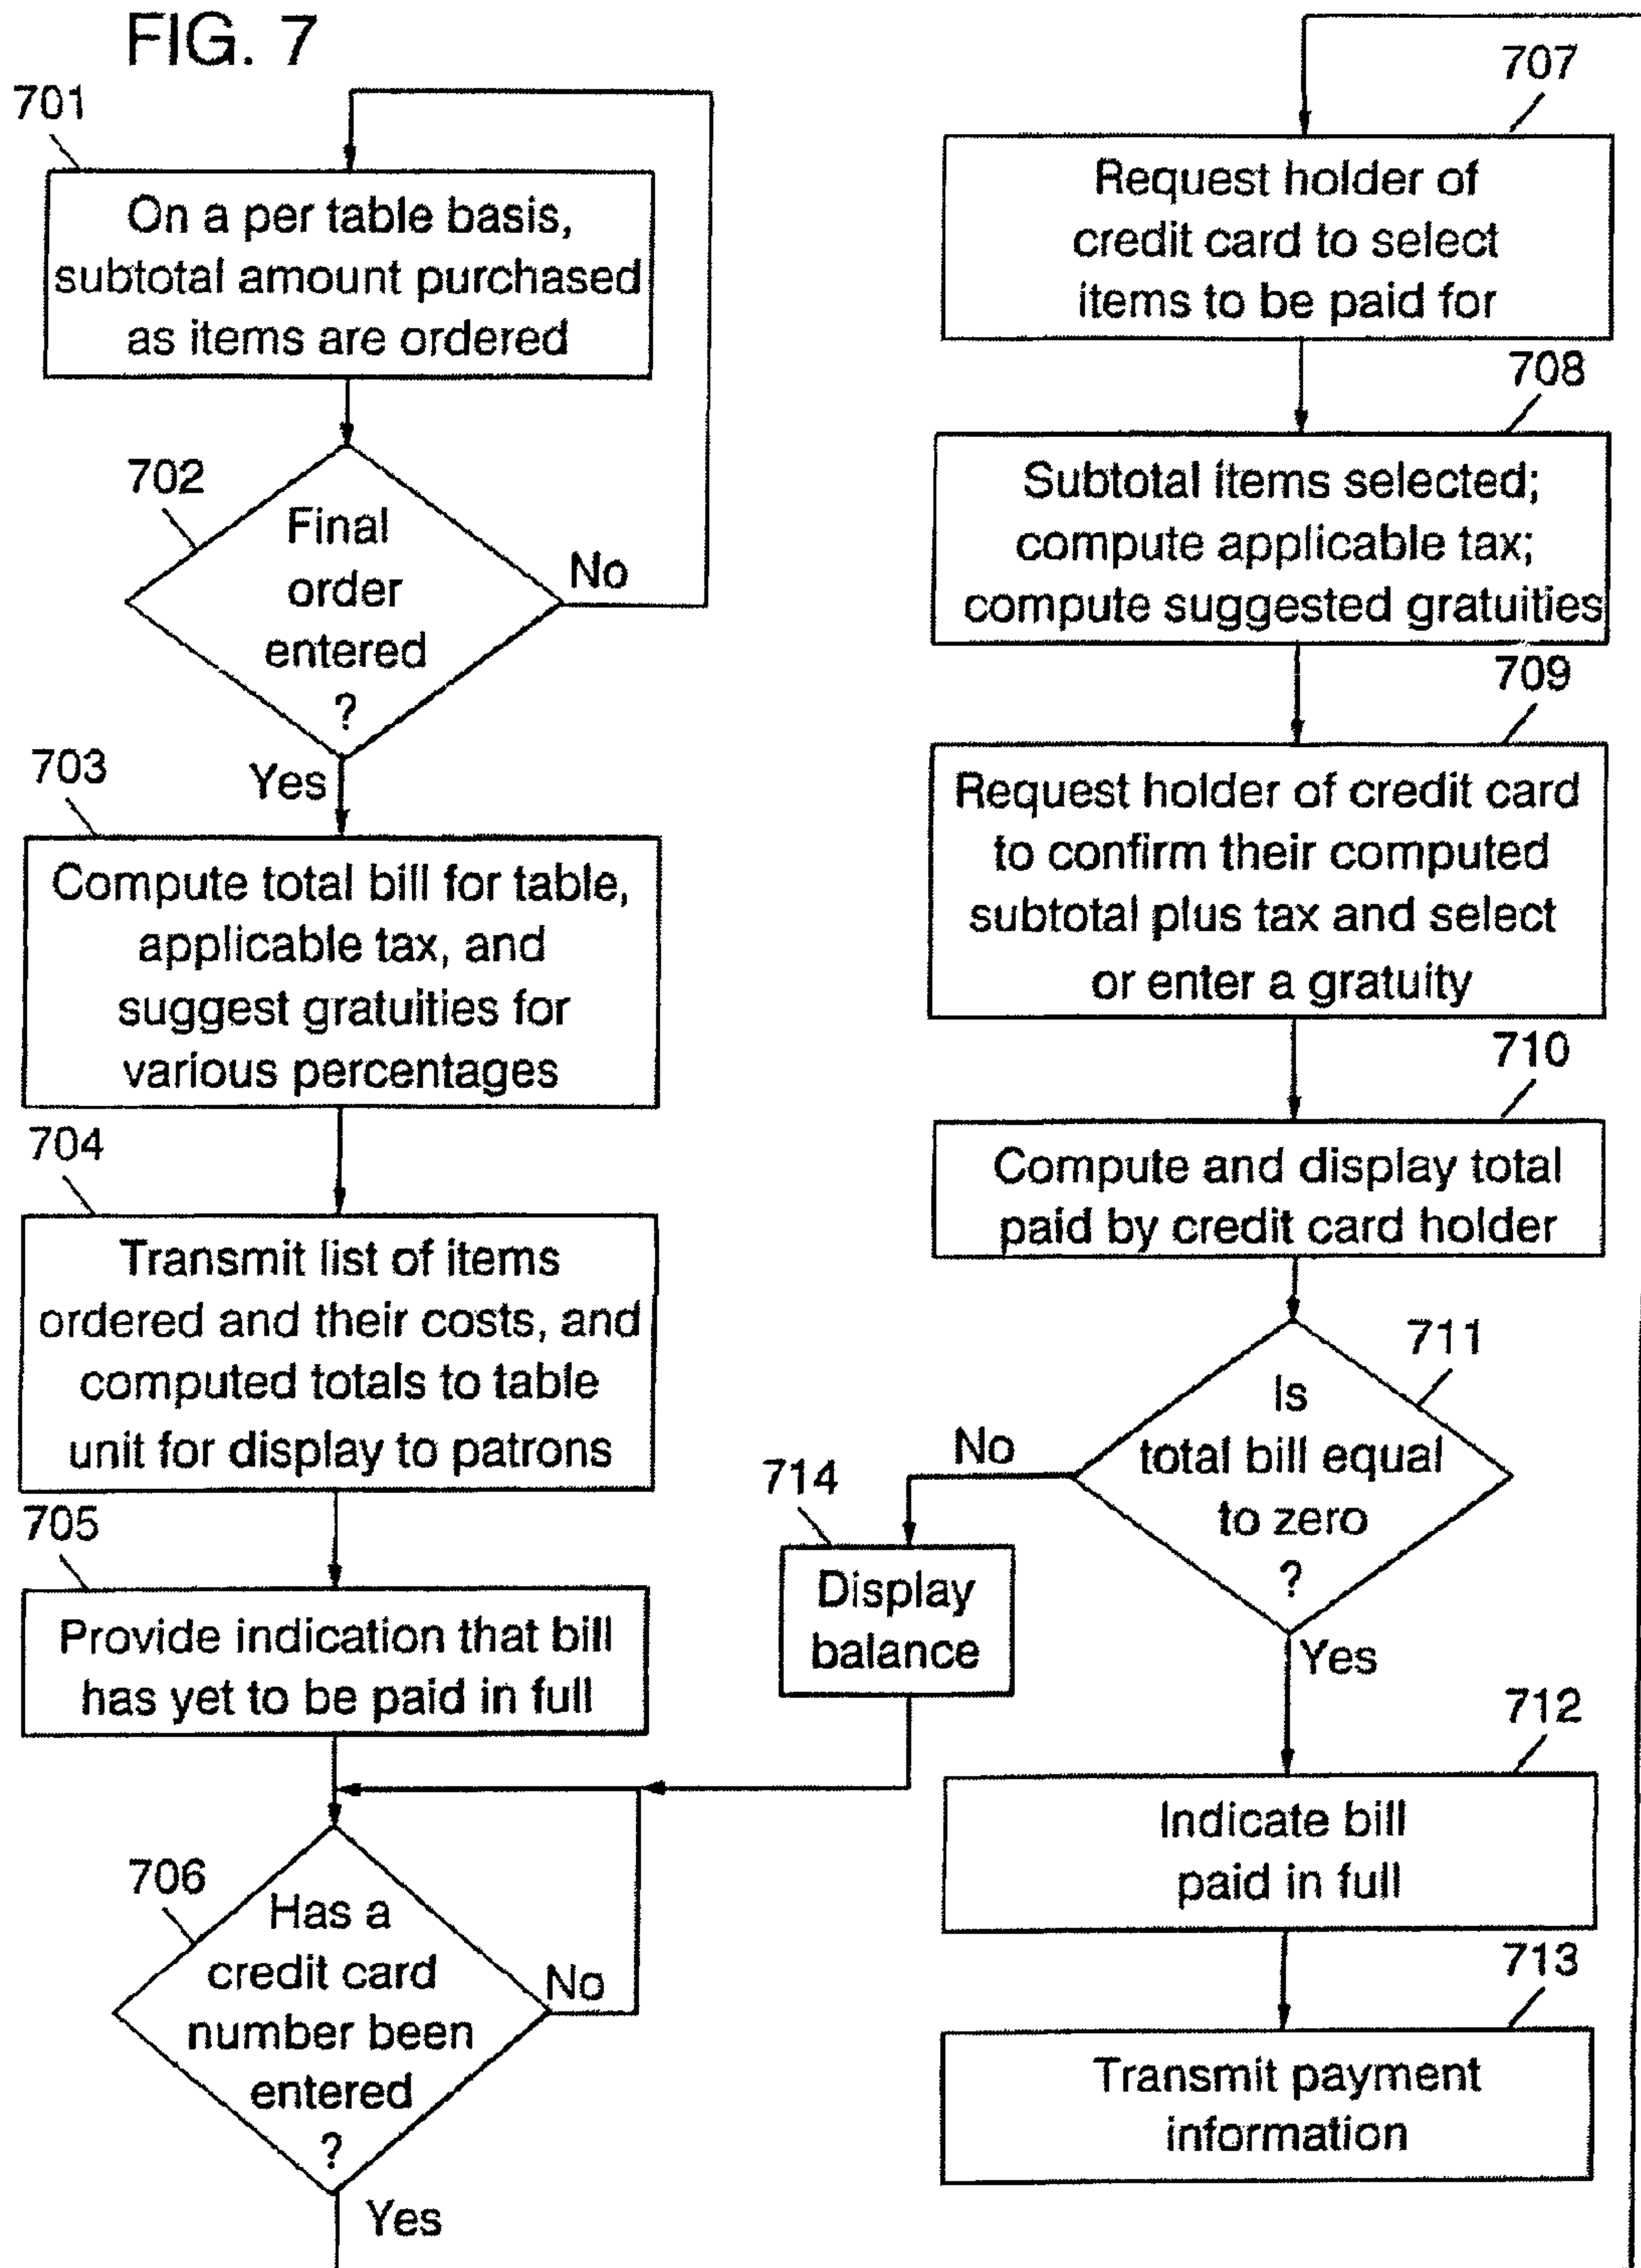 FIG. 7
701
On a per table basis,
subtotal amount purchased
as items are ordered
702
Final
order
entered
?
No
Yes
703
Compute total bill for table,
applicable tax, and
suggest gratuities for
various percentages
704
Transmit list of items
ordered and their costs, and
computed totals to table
unit for display to patrons
705
Provide indication that bill
has yet to be paid in full
706
Has a
credit card
number been
entered
?
No
Yes
707
Request holder of
credit card to select
items to be paid for
708
Subtotal items selected;
compute applicable tax;
compute suggested gratuities
709
Request holder of credit card
to confirm their computed
subtotal plus tax and select
or enter a gratuity
710
Compute and display total
paid by credit card holder
711
Is
total bill equal
to zero
?
No
Yes
714
Display
balance
712
Indicate bill
paid in full
713
Transmit payment
information